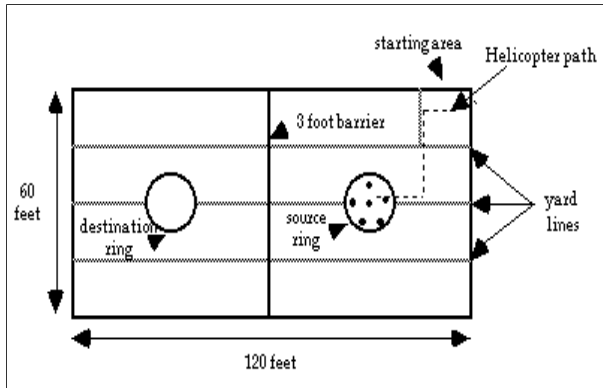 starting area
Helicopter path
3 foot barrier
60
feet
yard
lines
destination
ring
source
ring
120 feet